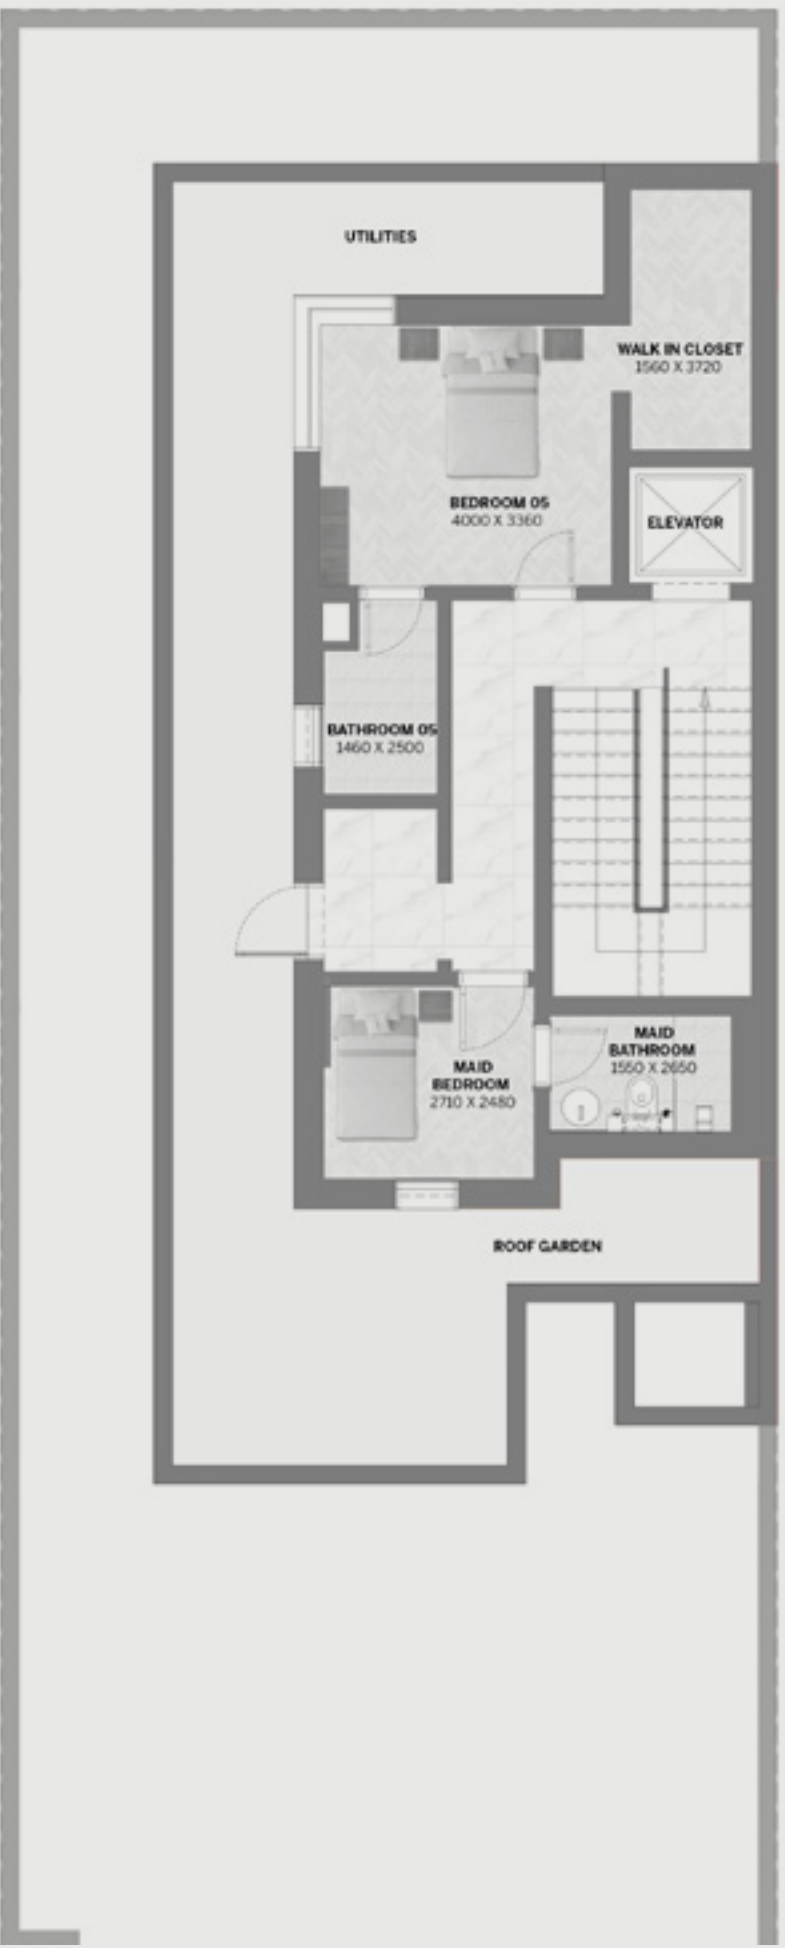 UTILITIES
WALK IN CLOSET
1560 X 3720
BEDROOM 05
4000 X 3360
ELEVATOR
BATHROOM 05
1460 X 2500
MAID
BATHROOM
1550 X 2650
MAID
BEDROOM
2710 X 2480
ROOF GARDEN